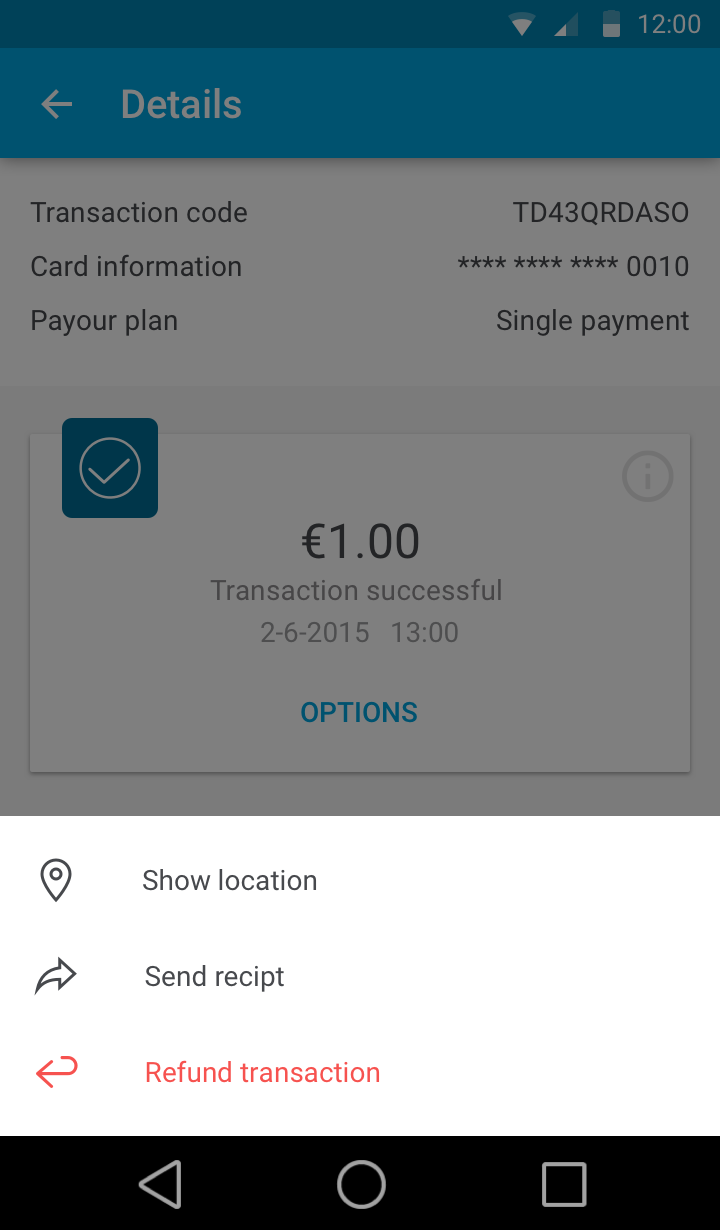 12:00
Details
Transaction code TD43QRDASO
Card information **** **** **** 0010
Payour plan Single payment
€1.00
Transaction successful
2-6-2015 13:00
OPTIONS
Show location
Send recipt
Refund transaction